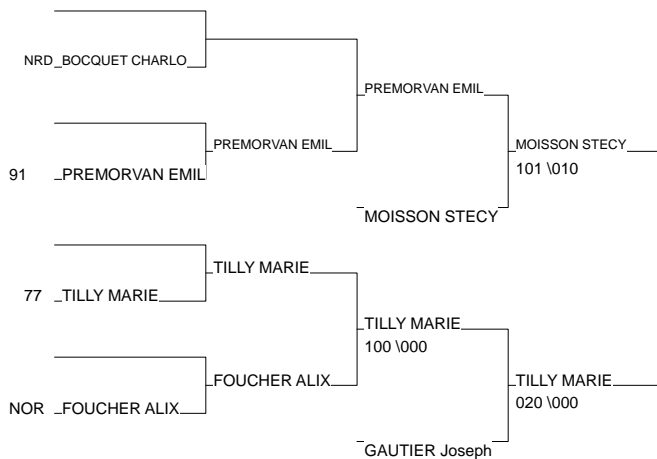 NRD BOCQUET CHARLO
PREMORVAN EMIL
PREMORVAN EMIL
MOISSON STECY
91 PREMORVAN EMIL
101 \010
MOISSON STECY
TILLY MARIE
77 TILLY MARIE
TILLY MARIE
100 \000
FOUCHER ALIX
TILLY MARIE
NOR FOUCHER ALIX
020 \000
GAUTIER Joseph